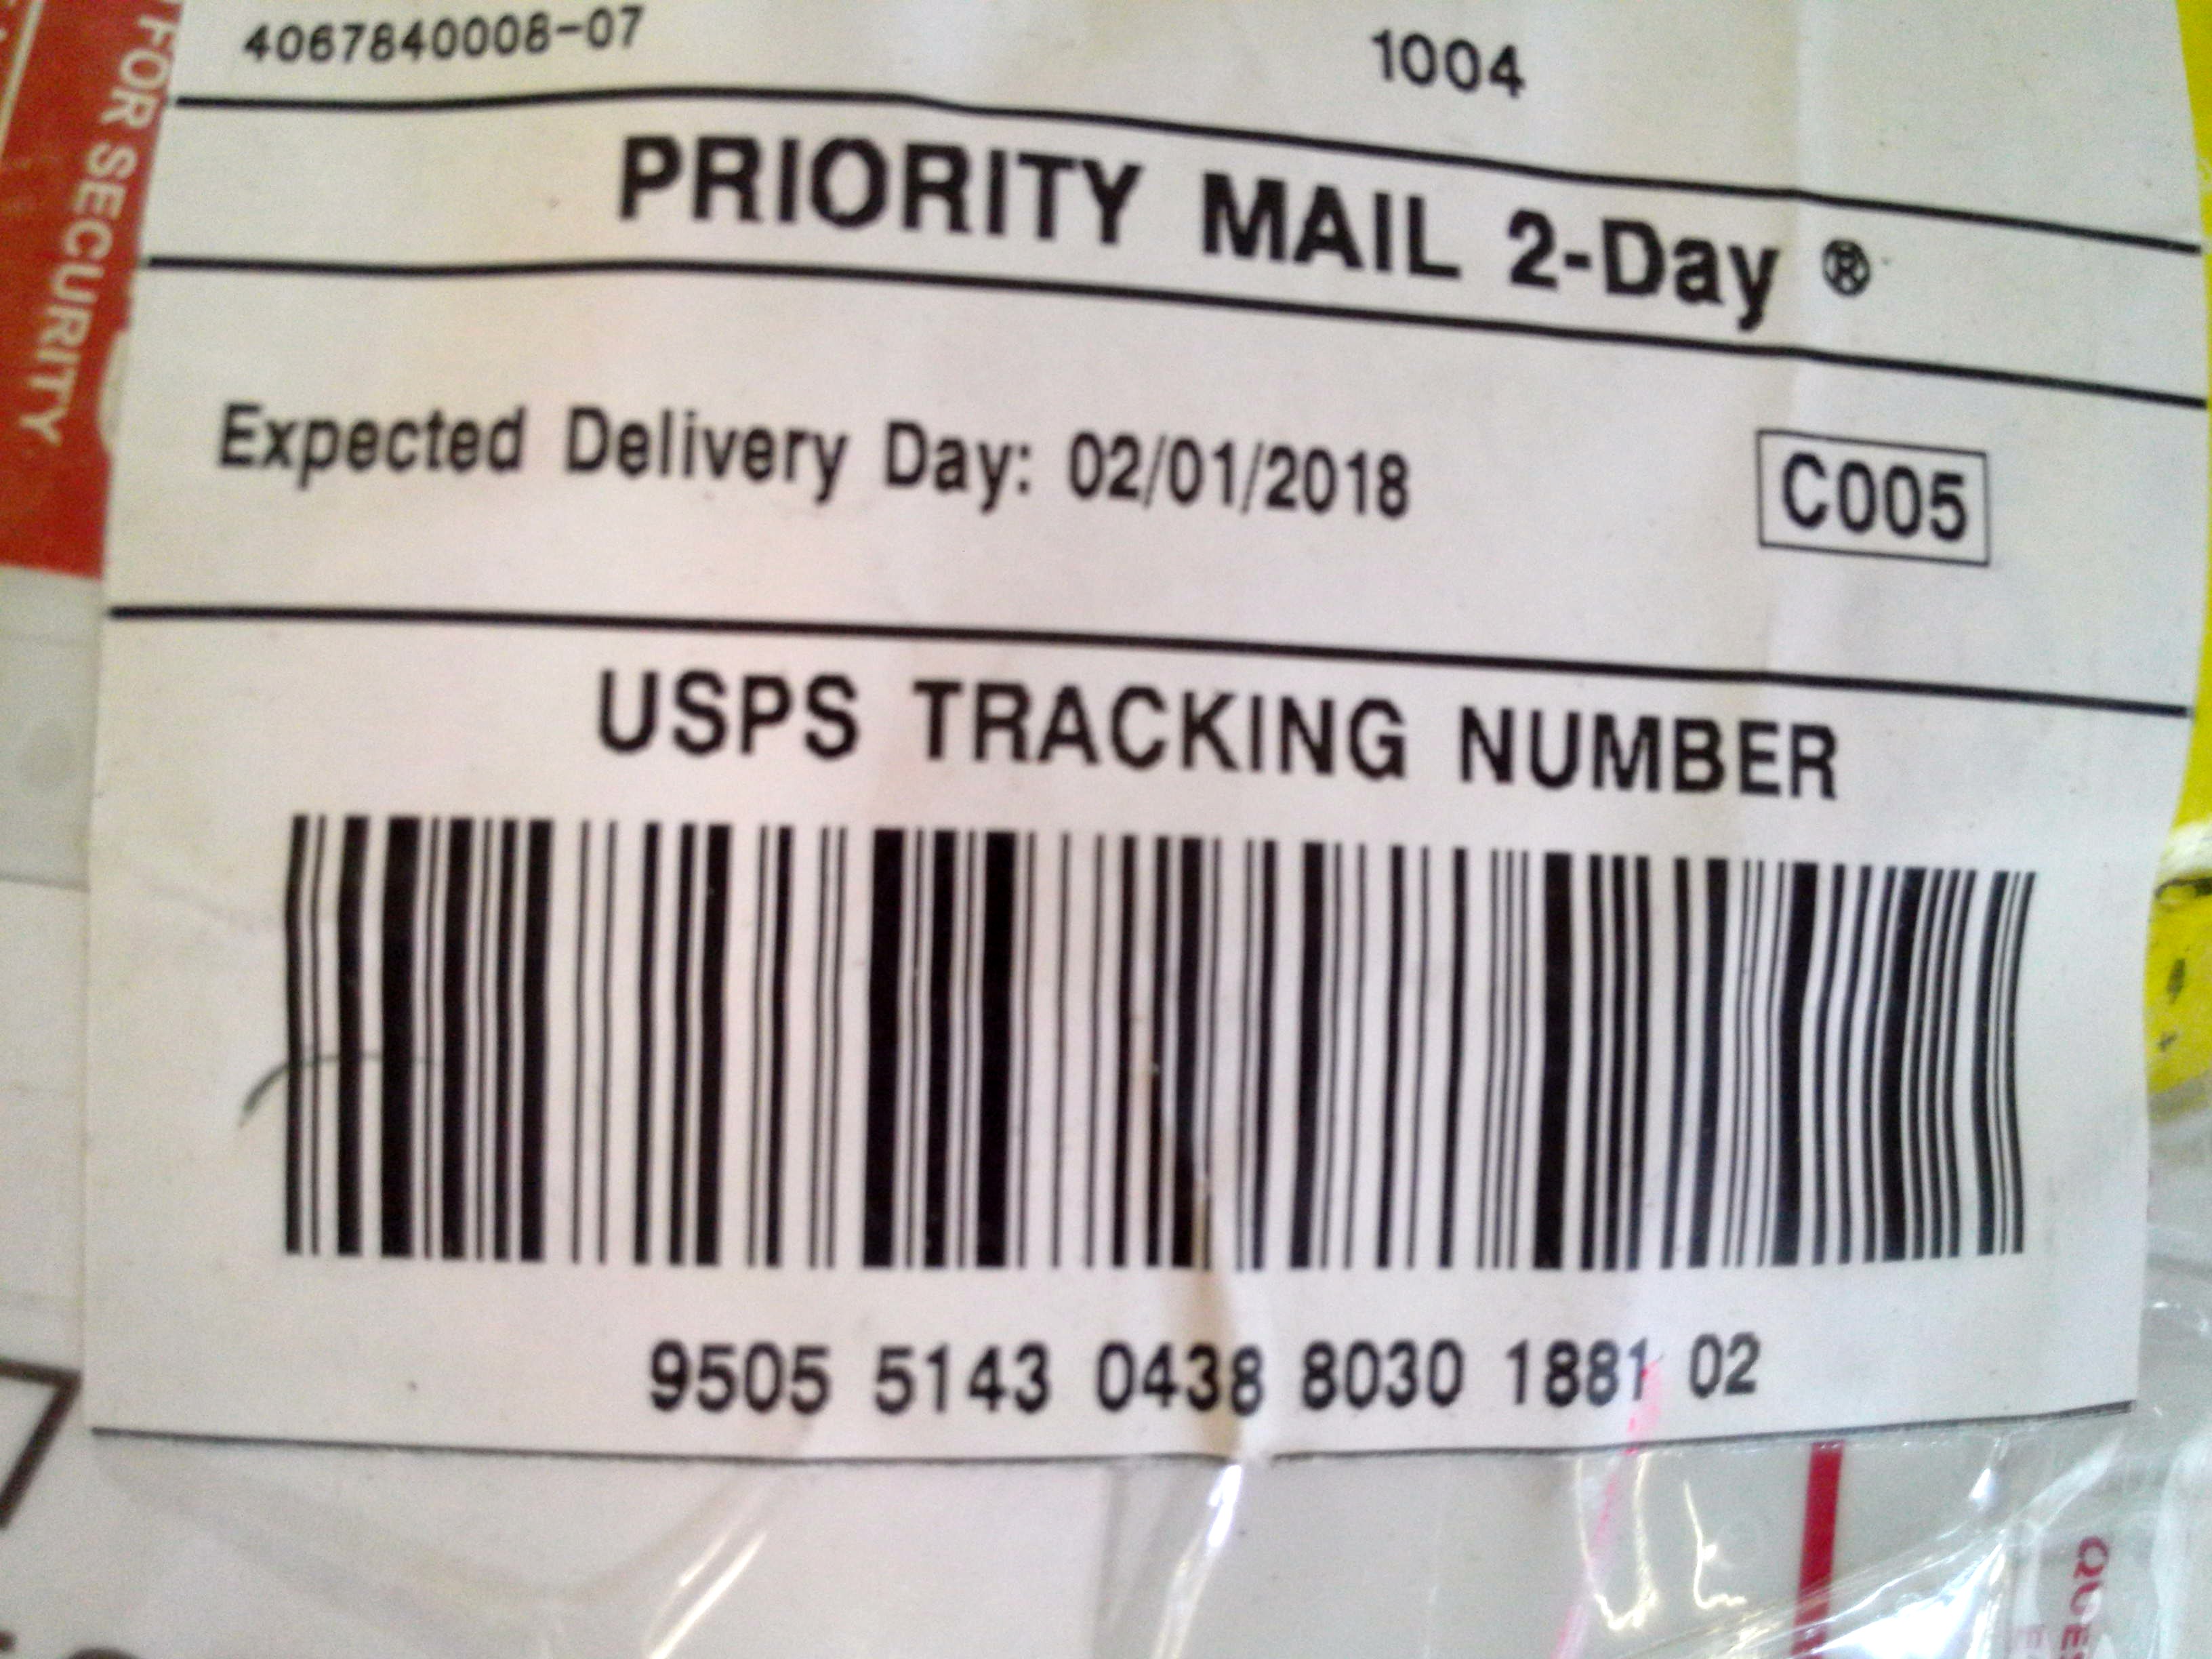 FOR SECURITY
4067840008-07
1004
PRIORITY MAIL 2-Day ®
Expected Delivery Day: 02/01/2018
C005
USPS TRACKING NUMBER
9505 5143 0438 8030 1881 02